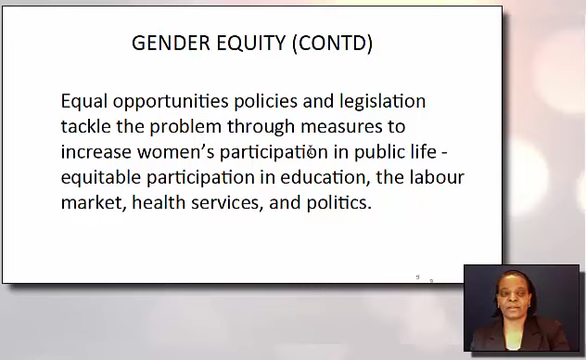 GENDER EQUITY (CONTD)
Equal opportunities policies and legislation
tackle the problem through measures to
increase women's participation in public life -
equitable participation in education, the labour
market, health services, and politics.
9